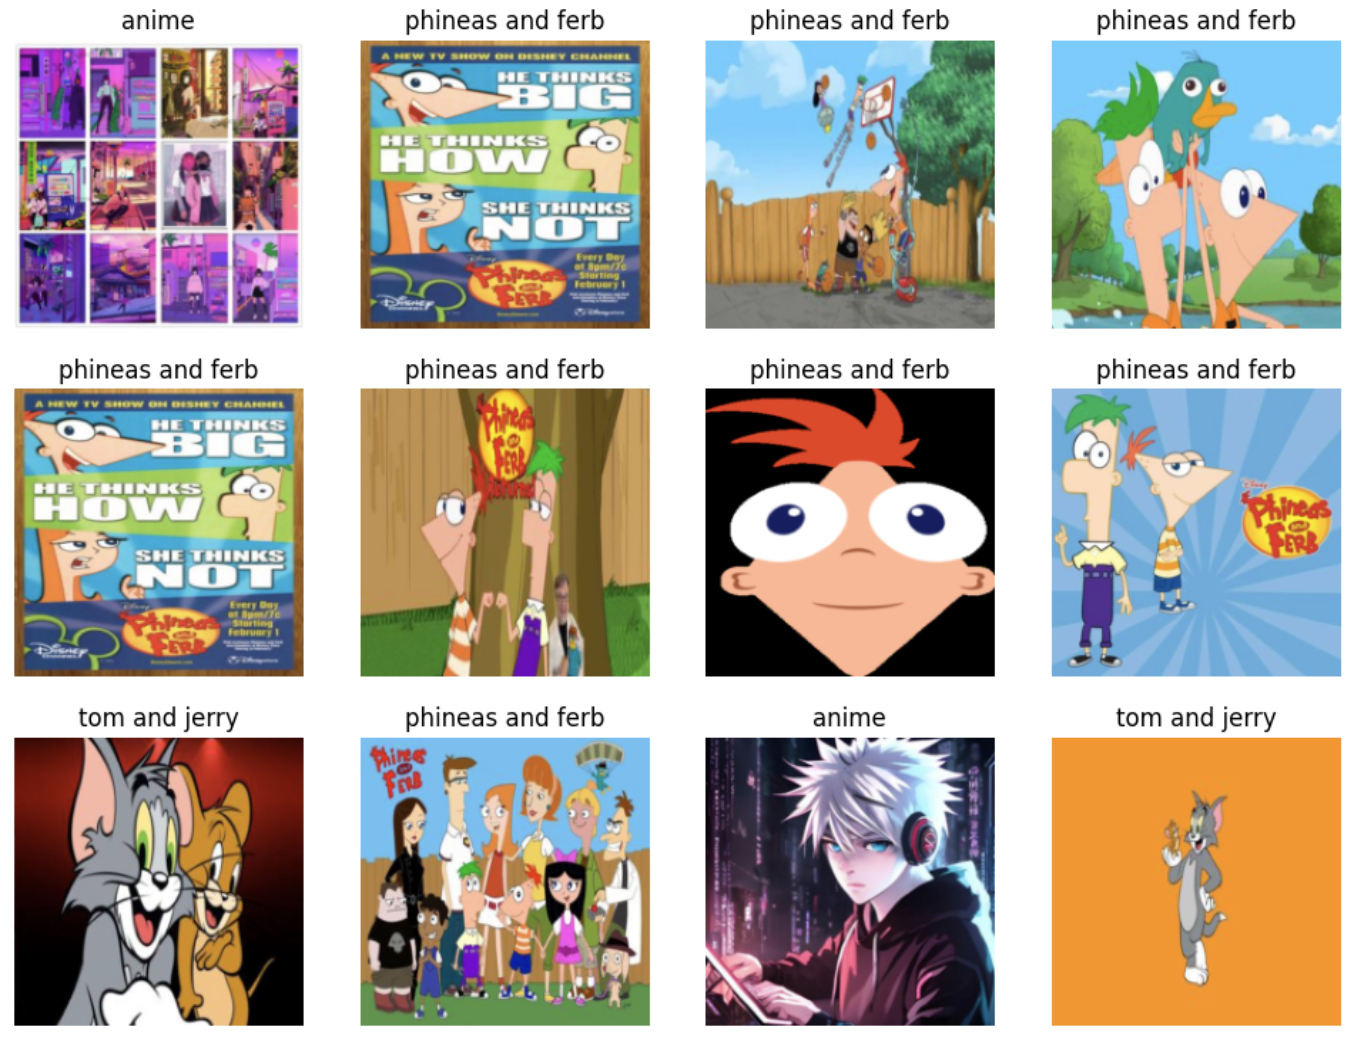 anime
phineas and ferb
phineas and ferb
phineas and ferb
A NEW TV SHOW ON DISNEY CHANNEL
HE THINKS
BIG
HE THINKS
HOW
SHE THINKS
NOT
Disney
Phineas
and
FERB
Every Day
at 8pm/7c
Starting
February 1
Disney
CHANNEL
phineas and ferb
phineas and ferb
phineas and ferb
phineas and ferb
A NEW TV SHOW ON DISNEY CHANNEL
HE THINKS
BIG
HE THINKS
HOW
SHE THINKS
NOT
Disney
Phineas
and
FERB
Every Day
at 8pm/7c
Starting
February 1
Disney
CHANNEL
Phineas
and
FERB
Returns
Disney
Phineas
and
FERB
tom and jerry
phineas and ferb
anime
tom and jerry
Phineas
and
FERB